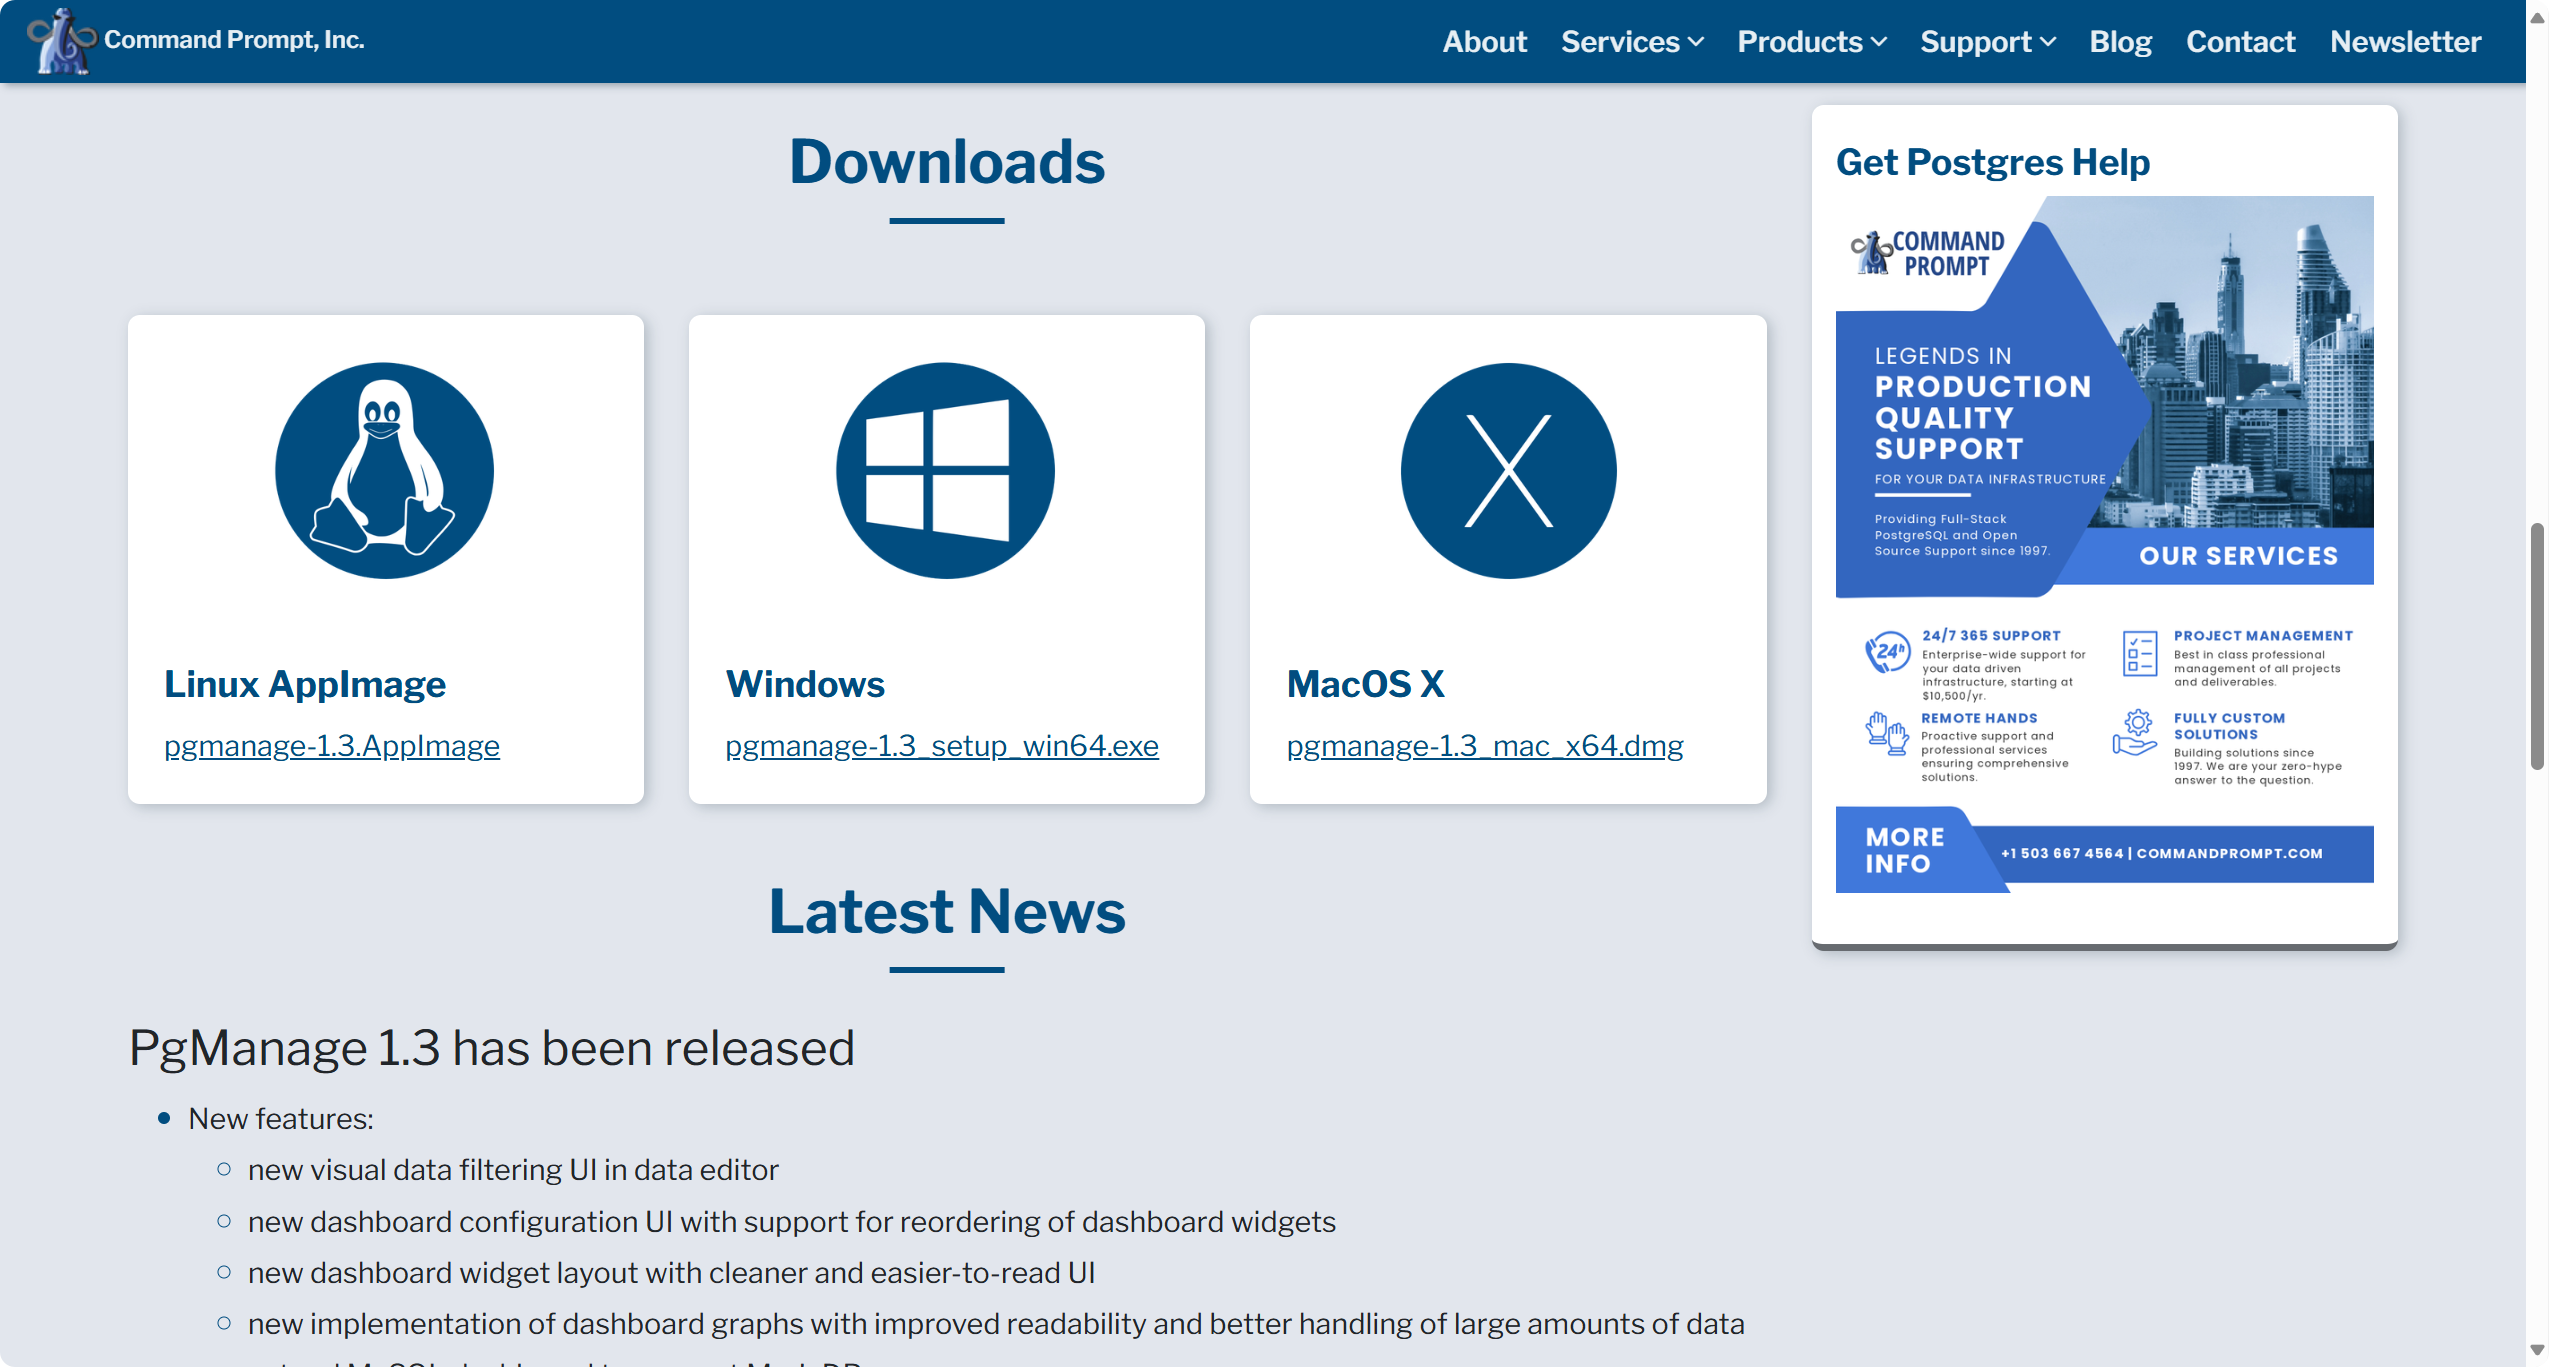 Command Prompt, Inc.
About
Services
Products
Support
Blog
Contact
Newsletter
Downloads
Linux AppImage
pgmanage-1.3.AppImage
Windows
pgmanage-1.3_setup_win64.exe
MacOS X
pgmanage-1.3_mac_x64.dmg
Latest News
PgManage 1.3 has been released
New features:
new visual data filtering UI in data editor
new dashboard configuration UI with support for reordering of dashboard widgets
new dashboard widget layout with cleaner and easier-to-read UI
new implementation of dashboard graphs with improved readability and better handling of large amounts of data
Get Postgres Help
COMMAND
PROMPT
LEGENDS IN
PRODUCTION
QUALITY
SUPPORT
FOR YOUR DATA INFRASTRUCTURE .
Providing Full-Stack
PostgreSQL and Open
Source Support since 1997.
OUR SERVICES
24h
24/7 365 SUPPORT
Enterprise-wide support for
your data driven
infrastructure, starting at
$10,500/yr.
PROJECT MANAGEMENT
Best in class professional
management of all projects
and deliverables.
REMOTE HANDS
Proactive support and
professional services
ensuring comprehensive
solutions.
FULLY CUSTOM
SOLUTIONS
Building solutions since
1997. We are your zero-hype
answer to the question.
MORE
INFO
+1 503 667 4564 | COMMANDPROMPT.COM